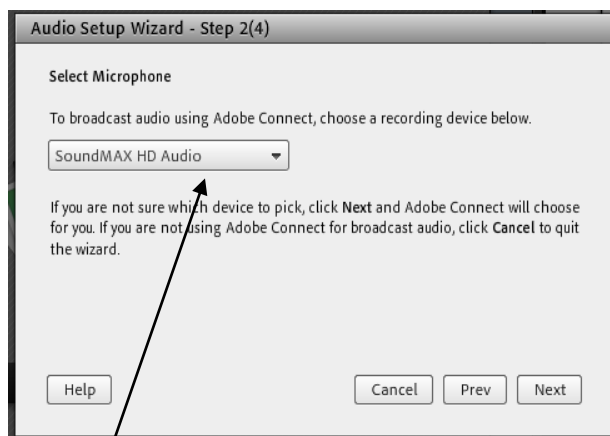 Audio Setup Wizard - Step 2(4)
Select Microphone
To broadcast audio using Adobe Connect, choose a recording device below.
SoundMAX HD Audio
If you are not sure which device to pick, click Next and Adobe Connect will choose
for you. If you are not using Adobe Connect for broadcast audio, click Cancel to quit
the wizard.
Help Cancel Prev Next